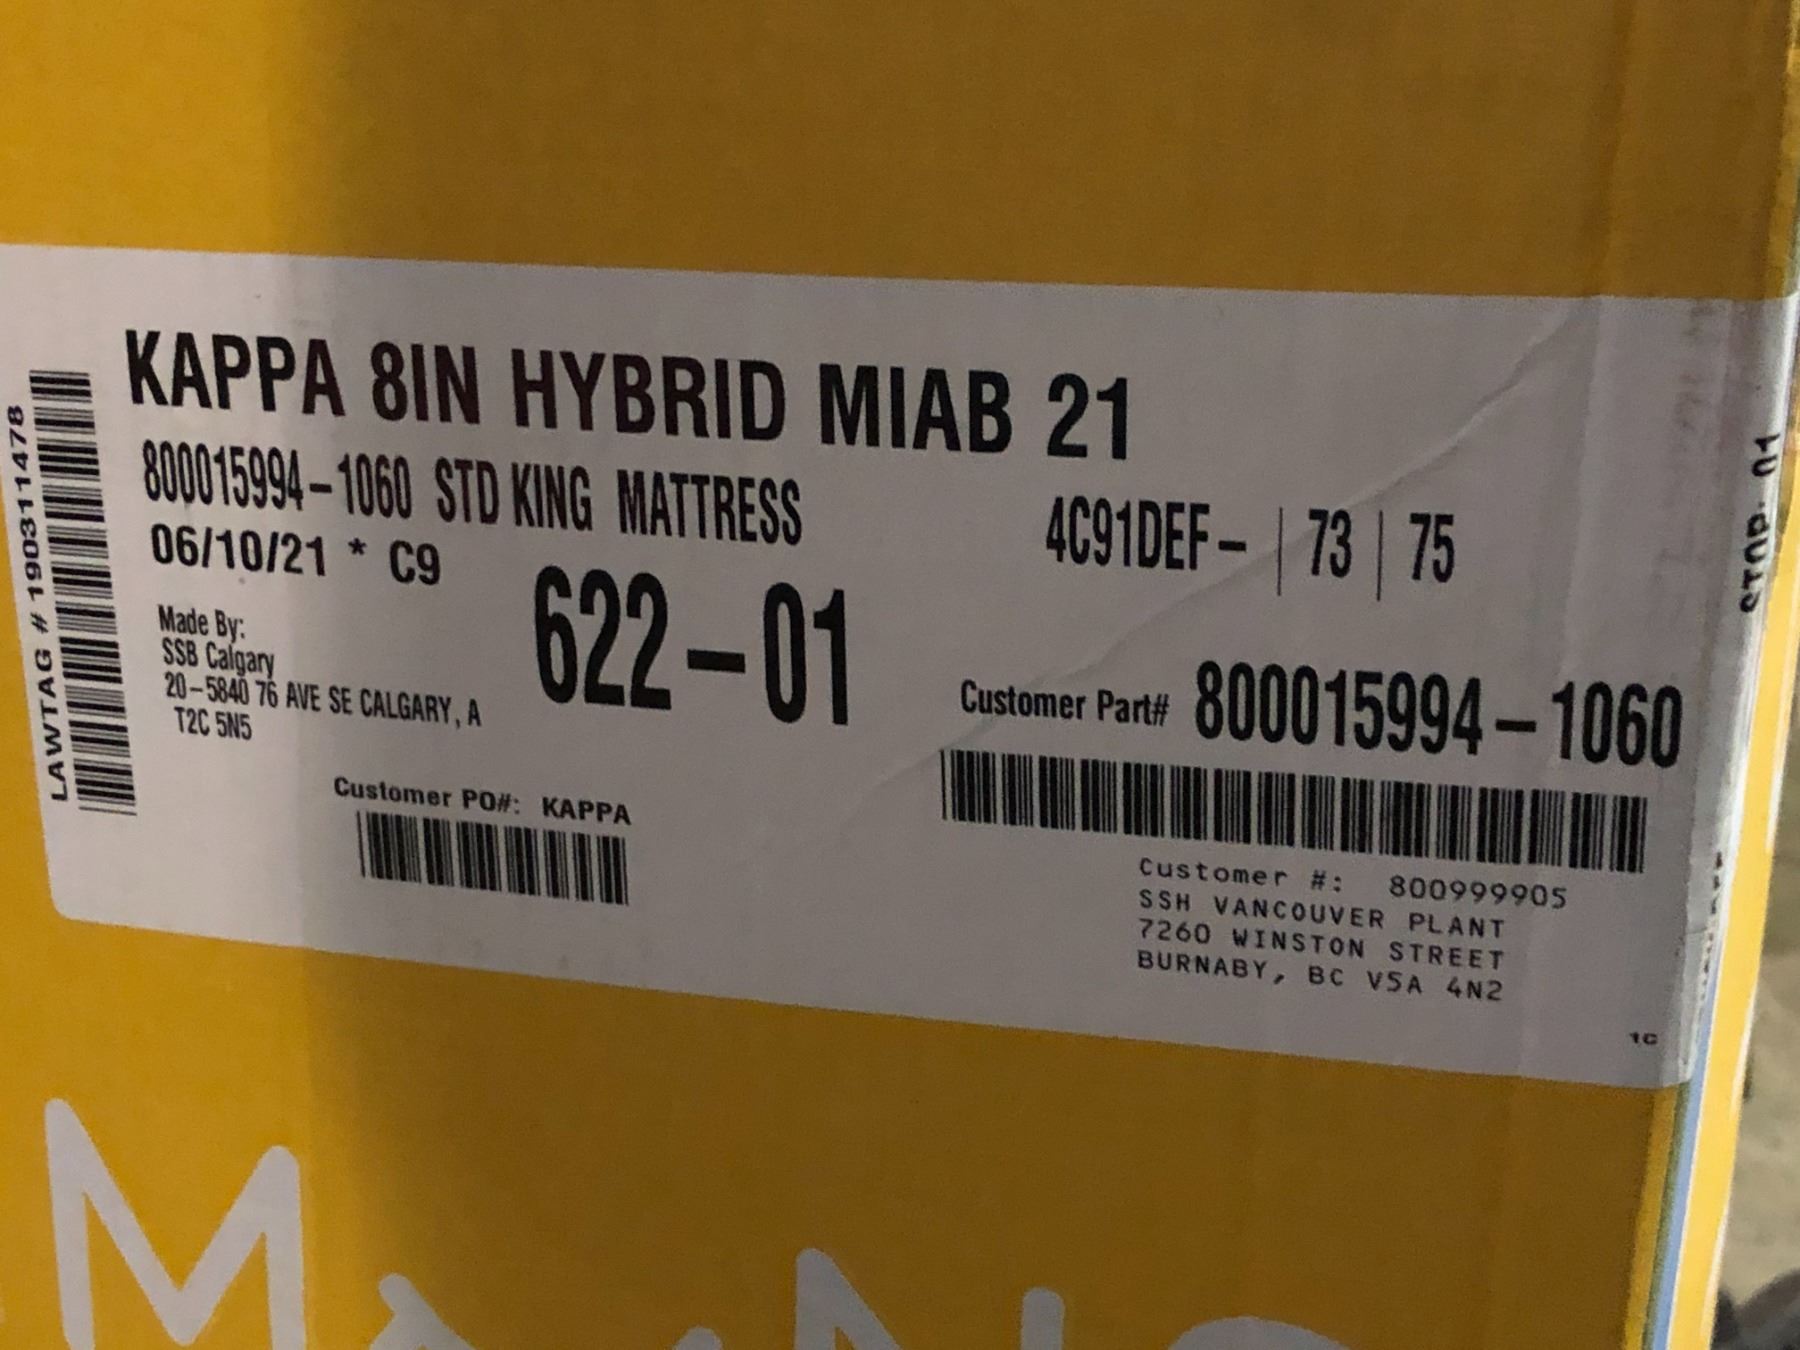 KAPPA 8IN HYBRID MIAB 21
800015994-1060 STD KING MATTRESS
4C91DEF- | 73 | 75
06/10/21 * C9
622-01
Made By:
SSB Calgary
20-5840 76 AVE SE CALGARY, A
T2C 5N5
Customer Part# 800015994-1060
Customer PO#: KAPPA
Customer #: 800999905
SSH VANCOUVER PLANT
7260 WINSTON STREET
BURNABY, BC V5A 4N2
1C
LAWTAG # 1903111478
STOP: 01